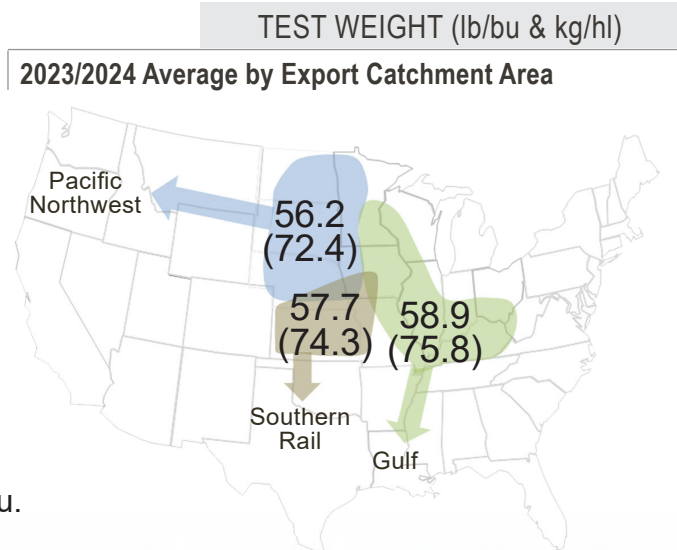 TEST WEIGHT (lb/bu & kg/hl)
2023/2024 Average by Export Catchment Area
Pacific
Northwest
56.2
(72.4)
57.7
(74.3)
58.9
(75.8)
Southern
Rail
Gulf
u.